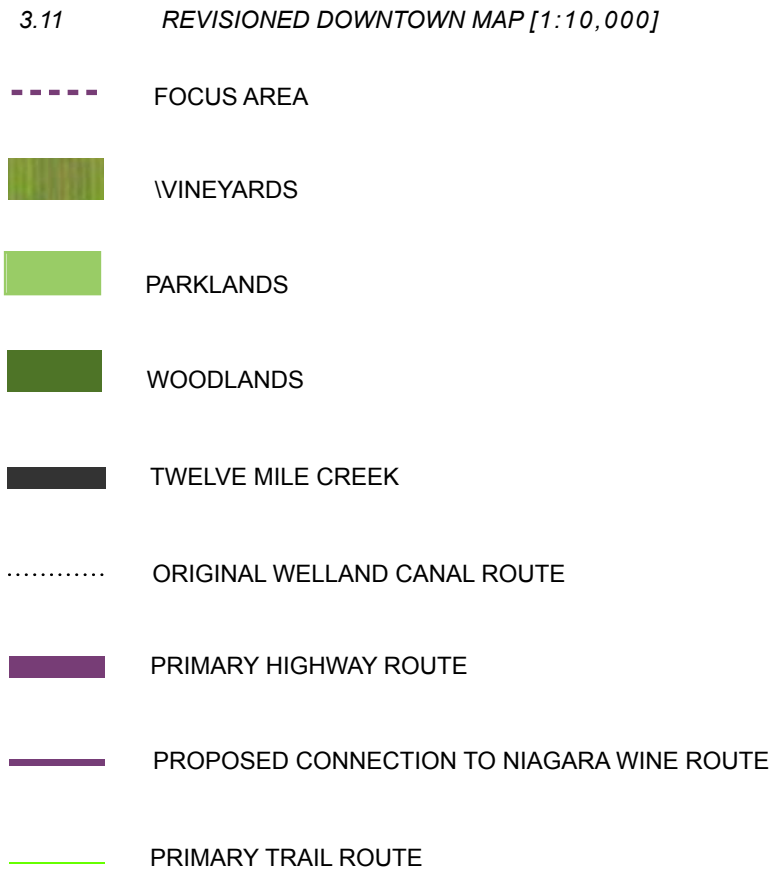 3.11 REVISIONED DOWNTOWN MAP [1:10,000]
FOCUS AREA
\VINEYARDS
PARKLANDS
WOODLANDS
TWELVE MILE CREEK
ORIGINAL WELLAND CANAL ROUTE
PRIMARY HIGHWAY ROUTE
PROPOSED CONNECTION TO NIAGARA WINE ROUTE
PRIMARY TRAIL ROUTE